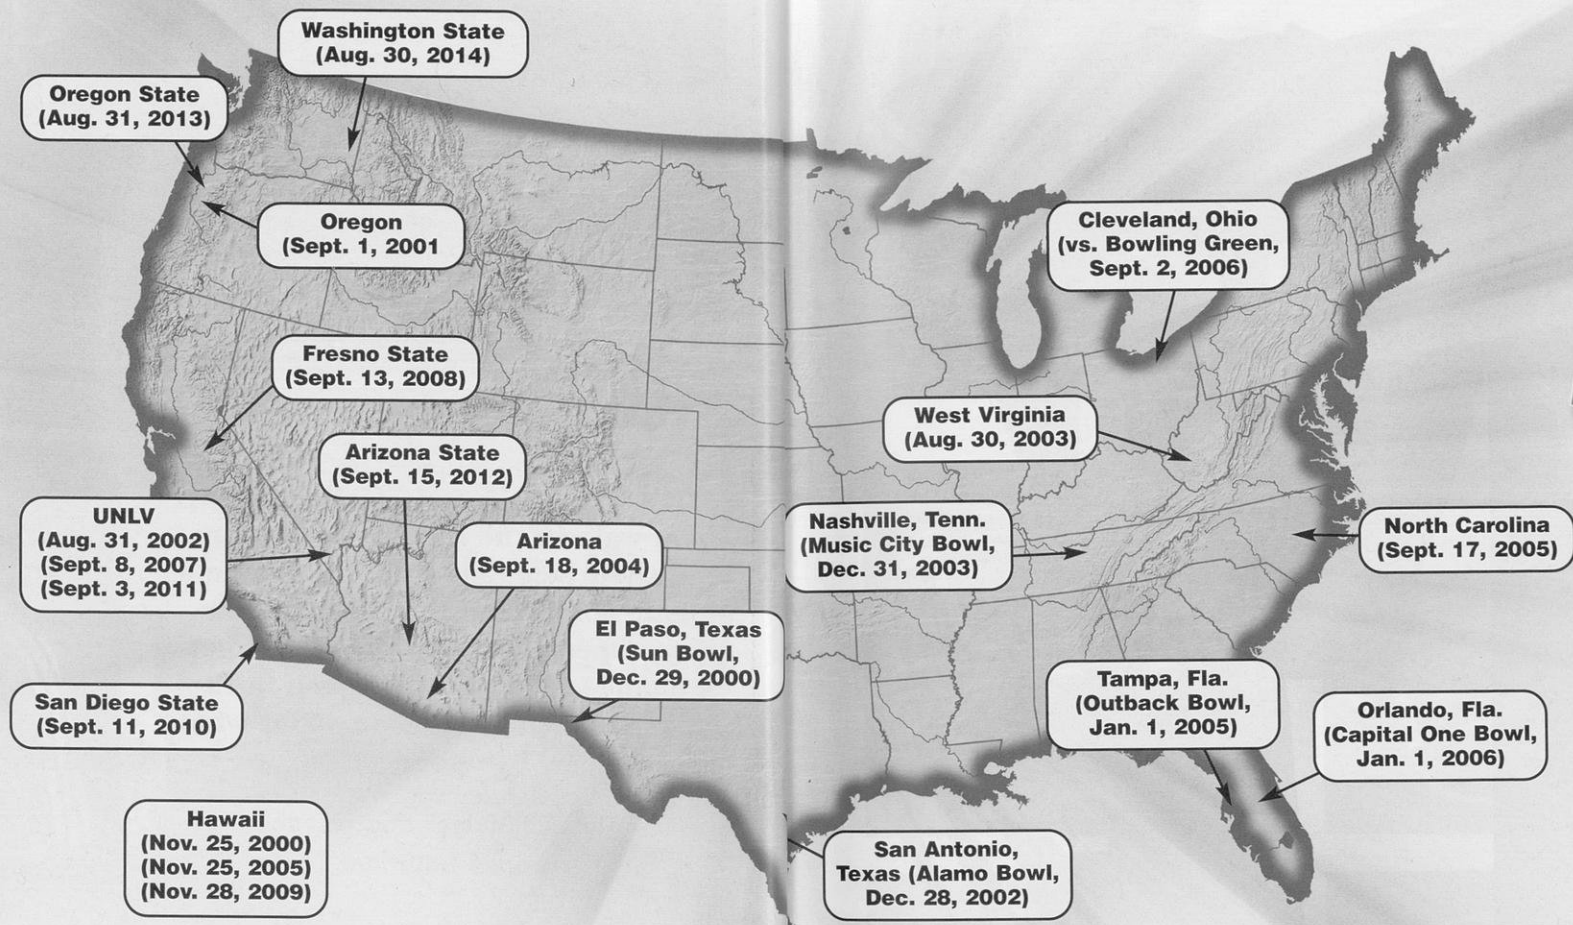 Washington State
(Aug. 30, 2014)
Oregon State
(Aug. 31, 2013)
Oregon
(Sept. 1, 2001
Cleveland, Ohio
(vs. Bowling Green,
Sept. 2, 2006)
Fresno State
(Sept. 13, 2008)
West Virginia
(Aug. 30, 2003)
Arizona State
(Sept. 15, 2012)
UNLV
(Aug. 31, 2002)
(Sept. 8, 2007)
(Sept. 3, 2011)
Arizona
(Sept. 18, 2004)
Nashville, Tenn.
(Music City Bowl,
Dec. 31, 2003)
North Carolina
(Sept. 17, 2005)
El Paso, Texas
(Sun Bowl,
Dec. 29, 2000)
San Diego State
(Sept. 11, 2010)
Tampa, Fla.
(Outback Bowl,
Jan. 1, 2005)
Orlando, Fla.
(Capital One Bowl,
Jan. 1, 2006)
Hawaii
(Nov. 25, 2000)
(Nov. 25, 2005)
(Nov. 28, 2009)
San Antonio,
Texas (Alamo Bowl,
Dec. 28, 2002)